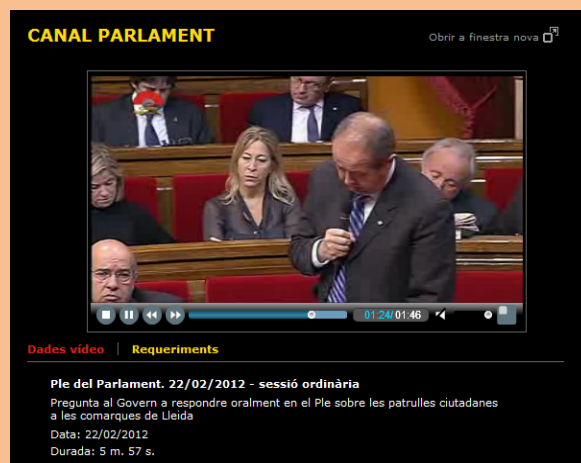 CANAL PARLAMENT
Obrir a finestra nova
01:24/01:46
Dades vídeo | Requeriments
Ple del Parlament. 22/02/2012 - sessió ordinària
Pregunta al Govern a respondre oralment en el Ple sobre les patrulles ciutadanes
a les comarques de Lleida
Data: 22/02/2012
Durada: 5 m. 57 s.